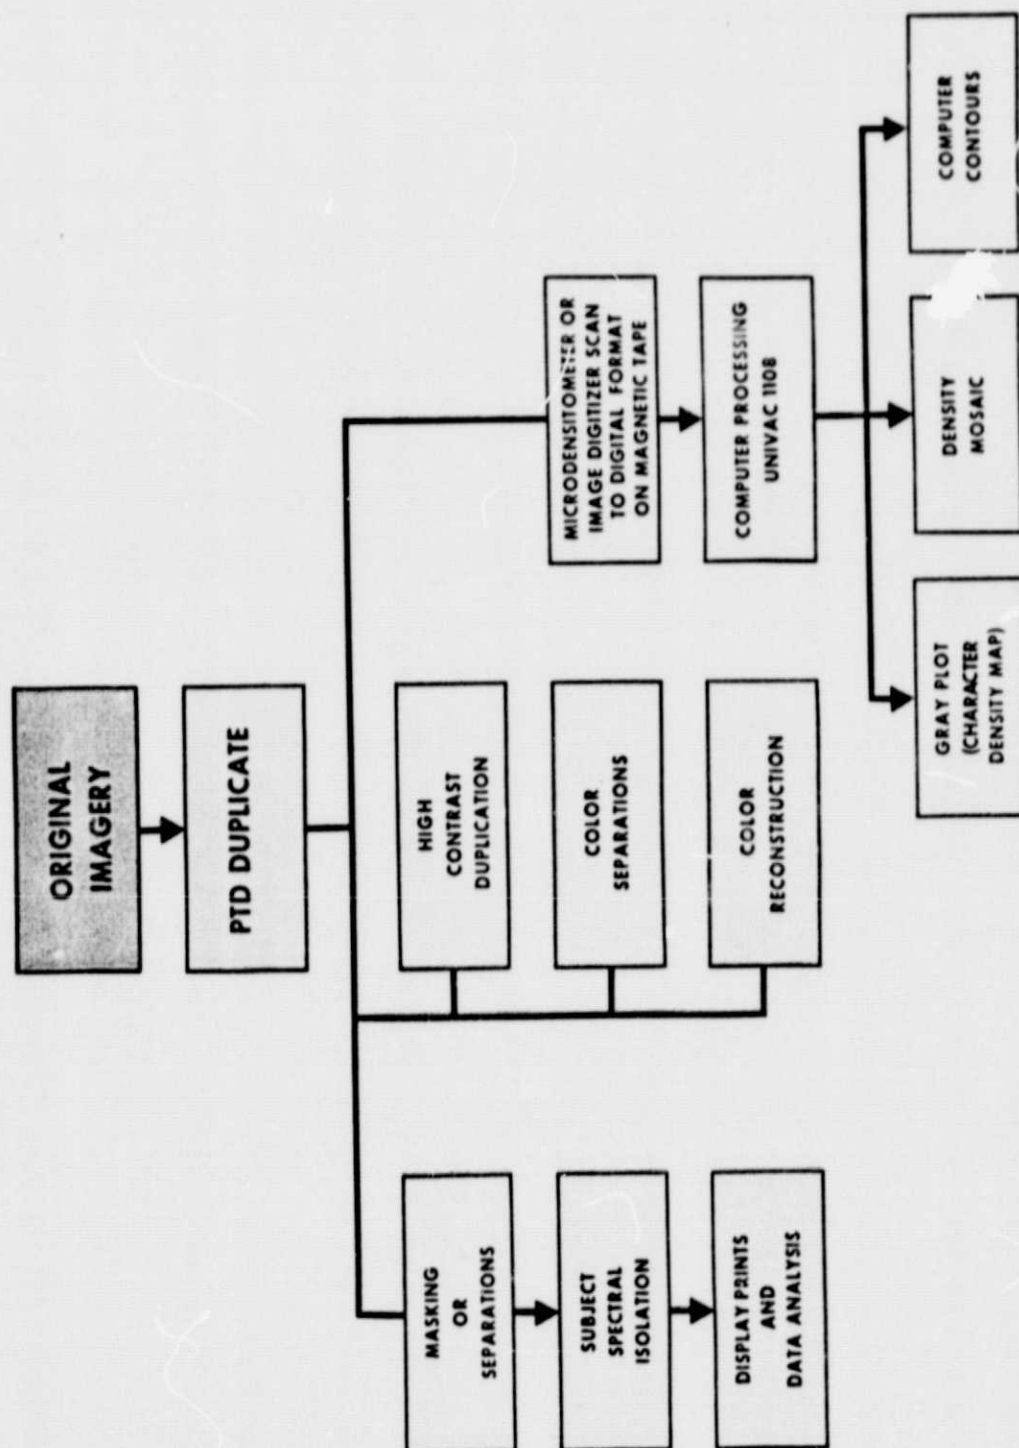 ORIGINAL
IMAGERY
PTD DUPLICATE
MASKING
OR
SEPARATIONS
SUBJECT
SPECTRAL
ISOLATION
DISPLAY PRINTS
AND
DATA ANALYSIS
HIGH
CONTRAST
DUPLICATION
COLOR
SEPARATIONS
COLOR
RECONSTRUCTION
MICRODENSITOMETER OR
IMAGE DIGITIZER SCAN
TO DIGITAL FORMAT
ON MAGNETIC TAPE
COMPUTER PROCESSING
UNIVAC 1108
GRAY PLOT
(CHARACTER
DENSITY MAP)
DENSITY
MOSAIC
COMPUTER
CONTOURS